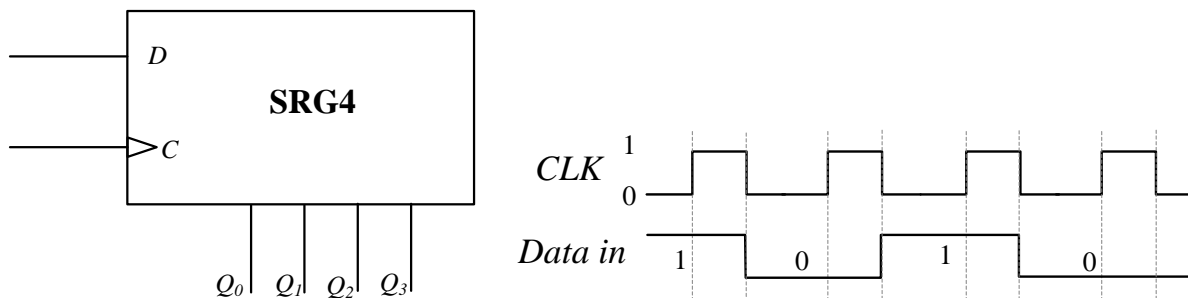 D
SRG4
C
Q0 Q1 Q2 Q3
CLK
1
0
Data in
1 0 1 0